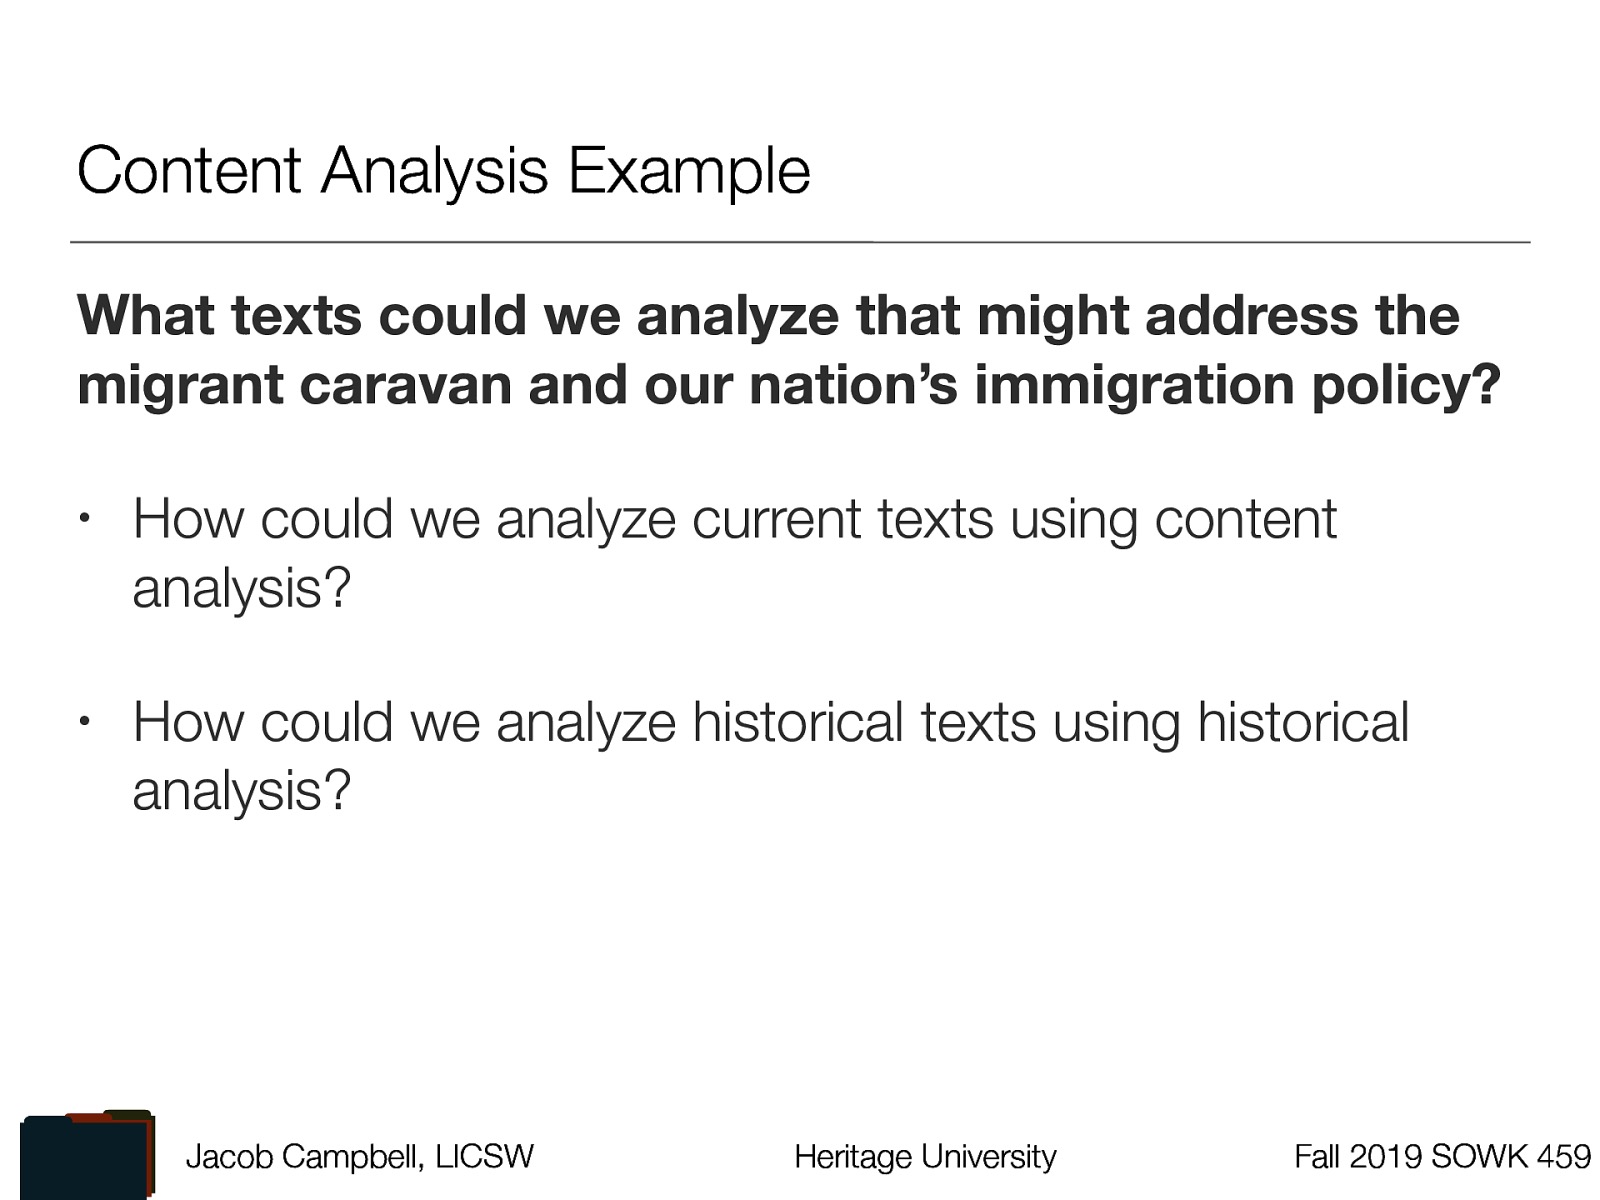 Content Analysis Example
What texts could we analyze that might address the
migrant caravan and our nation’s immigration policy?
• How could we analyze current texts using content
analysis?
• How could we analyze historical texts using historical
analysis?
Jacob Campbell, LICSW Heritage University Fall 2019 SOWK 459